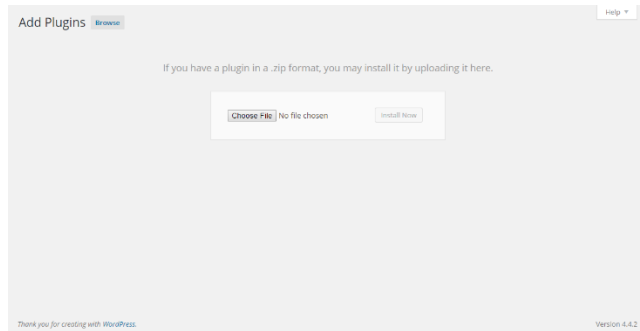 Help
Add Plugins Browse
If you have a plugin in a .zip format, you may install it by uploading it here.
Choose File No file chosen Install Now
Thank you for creating with WordPress. Version 4.4.2